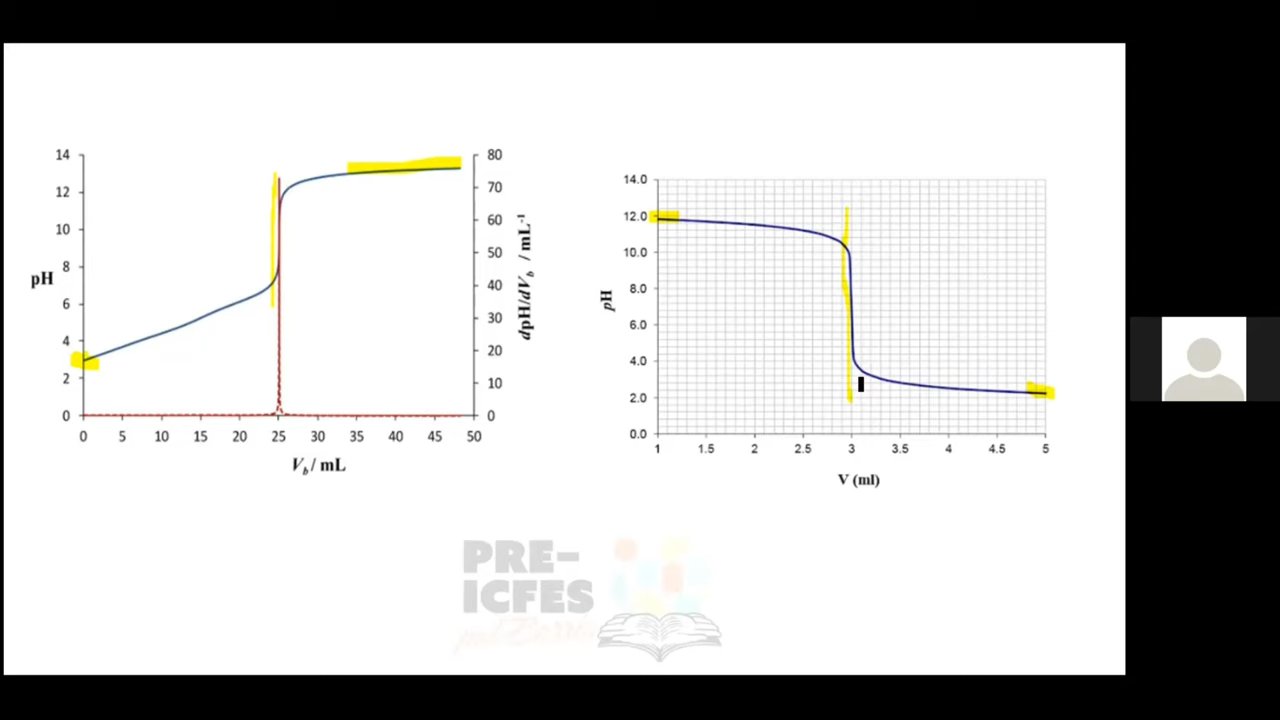 14
12
10
8
6
4
2
0
pH
0 5 10 15 20 25 30 35 40 45 50
V_b / mL
80
70
60
50
40
30
20
10
0
dpH/dV_b / mL⁻¹
14.0
12.0
10.0
8.0
6.0
4.0
2.0
0.0
pH
1 1.5 2 2.5 3 3.5 4 4.5 5
V (ml)
PRE-
ICFES